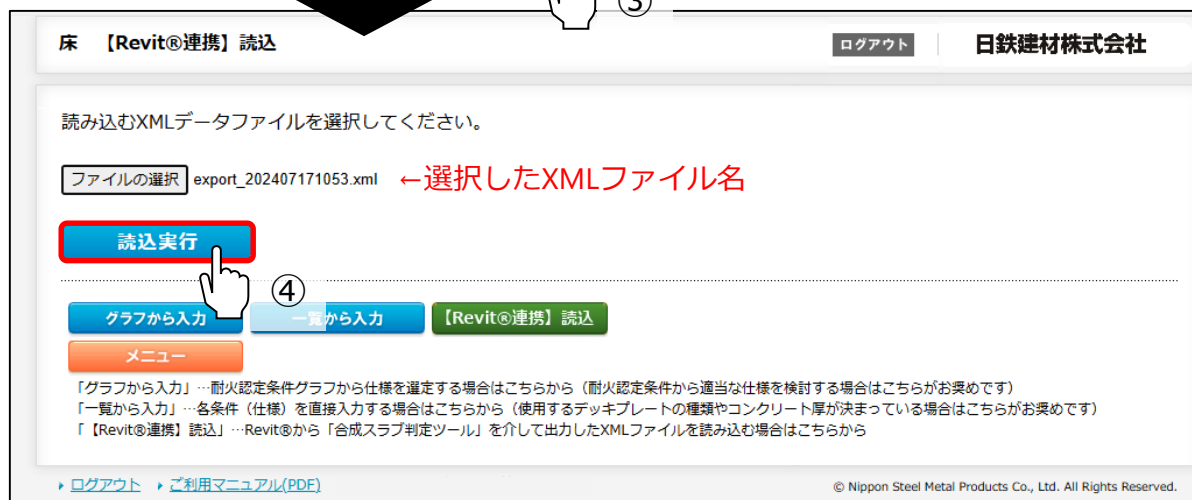 ③
床 【Revit®連携】読込
ログアウト
日鉄建材株式会社
読み込むXMLデータファイルを選択してください。
ファイルの選択 export_202407171053.xml ←選択したXMLファイル名
読込実行
④
グラフから入力 一覧から入力 【Revit®連携】読込
メニュー
「グラフから入力」…耐火認定条件グラフから仕様を選定する場合はこちらから（耐火認定条件から適当な仕様を検討する場合はこちらがお奨めです）
「一覧から入力」…各条件（仕様）を直接入力する場合はこちらから（使用するデッキプレートの種類やコンクリート厚が決まっている場合はこちらがお奨めです）
「【Revit®連携】読込」…Revit®から「合成スラブ判定ツール」を介して出力したXMLファイルを読み込む場合はこちらから
ログアウト ご利用マニュアル(PDF)
© Nippon Steel Metal Products Co., Ltd. All Rights Reserved.